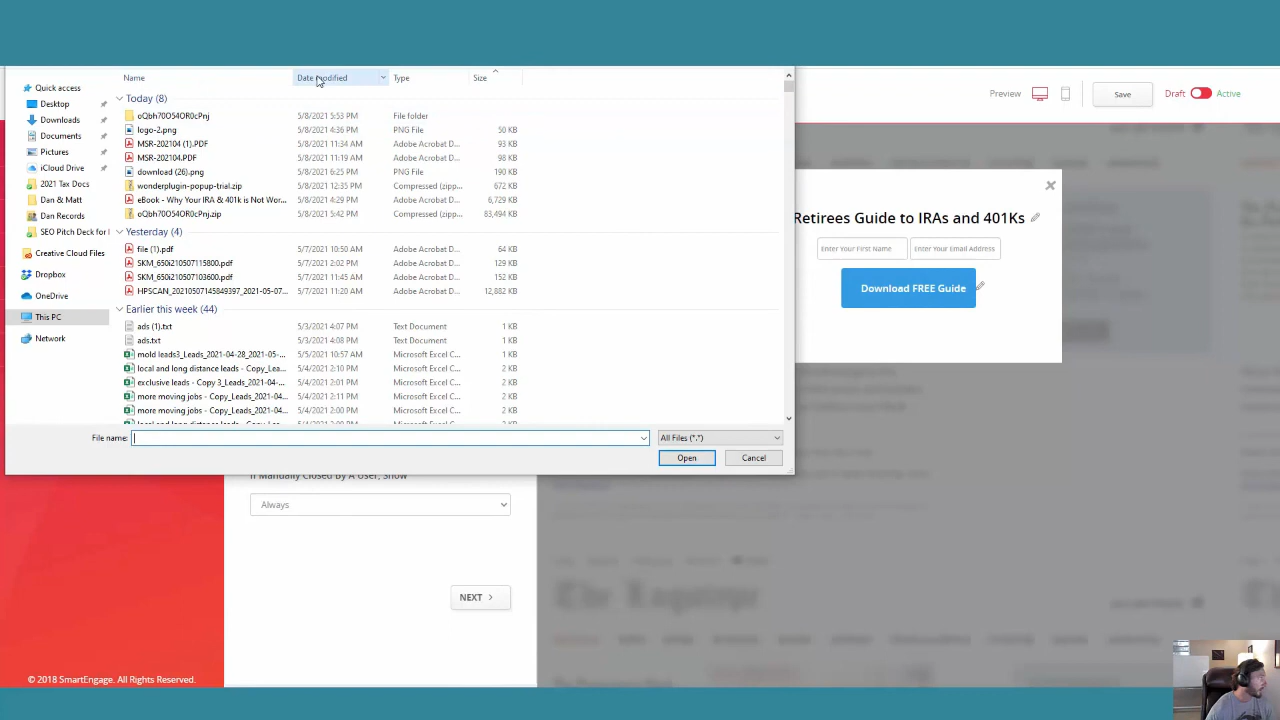 Name Date modified Type Size
Quick access
Desktop
Downloads
Documents
Pictures
iCloud Drive
2021 Tax Docs
Dan & Matt
Dan Records
SEO Pitch Deck for I
Creative Cloud Files
Dropbox
OneDrive
This PC
Network
Today (8)
oQbh70O54OR0cPnj 5/8/2021 5:53 PM File folder
logo-2.png 5/8/2021 4:36 PM PNG File 50 KB
MSR-202104 (1).PDF 5/8/2021 11:34 AM Adobe Acrobat D... 93 KB
MSR-202104.PDF 5/8/2021 11:19 AM Adobe Acrobat D... 98 KB
download (26).png 5/8/2021 6:25 PM PNG File 190 KB
wonderplugin-popup-trial.zip 5/8/2021 12:35 PM Compressed (zipp... 672 KB
eBook - Why Your IRA & 401k is Not Wor... 5/8/2021 4:29 PM Adobe Acrobat D... 6,729 KB
oQbh70O54OR0cPnj.zip 5/8/2021 5:42 PM Compressed (zipp... 83,494 KB
Yesterday (4)
file (1).pdf 5/7/2021 10:50 AM Adobe Acrobat D... 64 KB
SKM_650i210507115800.pdf 5/7/2021 2:02 PM Adobe Acrobat D... 129 KB
SKM_650i210507103600.pdf 5/7/2021 11:45 AM Adobe Acrobat D... 152 KB
HPSCAN_20210507145849397_2021-05-07... 5/7/2021 11:20 AM Adobe Acrobat D... 12,882 KB
Earlier this week (44)
ads (1).txt 5/3/2021 4:07 PM Text Document 1 KB
ads.txt 5/3/2021 4:08 PM Text Document 1 KB
mold leads3_Leads_2021-04-28_2021-05-... 5/5/2021 10:57 AM Microsoft Excel C... 2 KB
local and long distance leads - Copy_Lea... 5/4/2021 2:10 PM Microsoft Excel C... 2 KB
exclusive leads - Copy 3_Leads_2021-04-... 5/4/2021 2:01 PM Microsoft Excel C... 2 KB
more moving jobs - Copy_Leads_2021-04... 5/4/2021 2:11 PM Microsoft Excel C... 2 KB
more moving jobs - Copy_Leads_2021-04... 5/4/2021 2:00 PM Microsoft Excel C... 2 KB
File name: All Files (*.*)
Open Cancel
Preview Save Draft Active
Retirees Guide to IRAs and 401Ks
Enter Your First Name Enter Your Email Address
Download FREE Guide
If Manually Closed By A User, Show
Always
NEXT
© 2018 SmartEngage. All Rights Reserved.